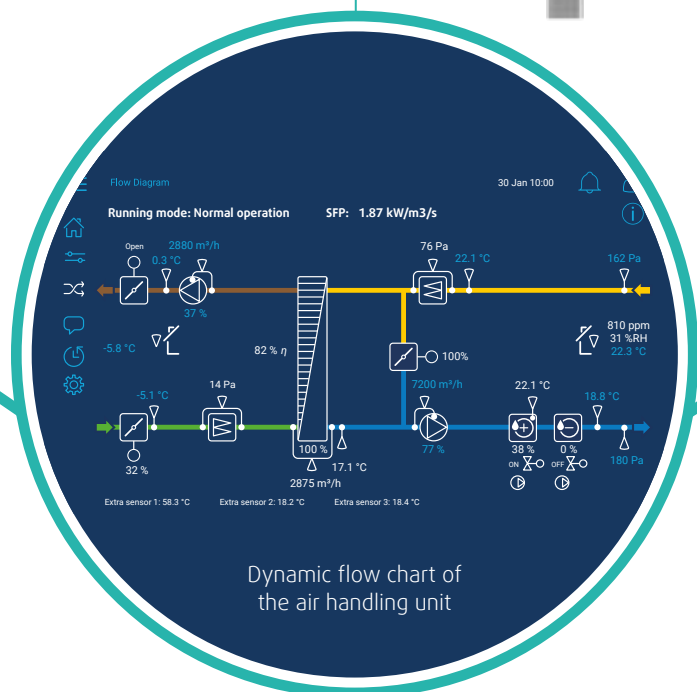 Flow Diagram
30 Jan 10:00
Running mode: Normal operation
SFP: 1.87 kW/m3/s
Open
2880 m³/h
0.3 °C
76 Pa
22.1 °C
162 Pa
37 %
810 ppm
31 %RH
22.3 °C
-5.8 °C
82 % η
100%
-5.1 °C
14 Pa
7200 m³/h
22.1 °C
18.8 °C
32 %
100 %
17.1 °C
77 %
38 %
0 %
180 Pa
ON
OFF
2875 m³/h
Extra sensor 1: 58.3 °C
Extra sensor 2: 18.2 °C
Extra sensor 3: 18.4 °C
Dynamic flow chart of
the air handling unit